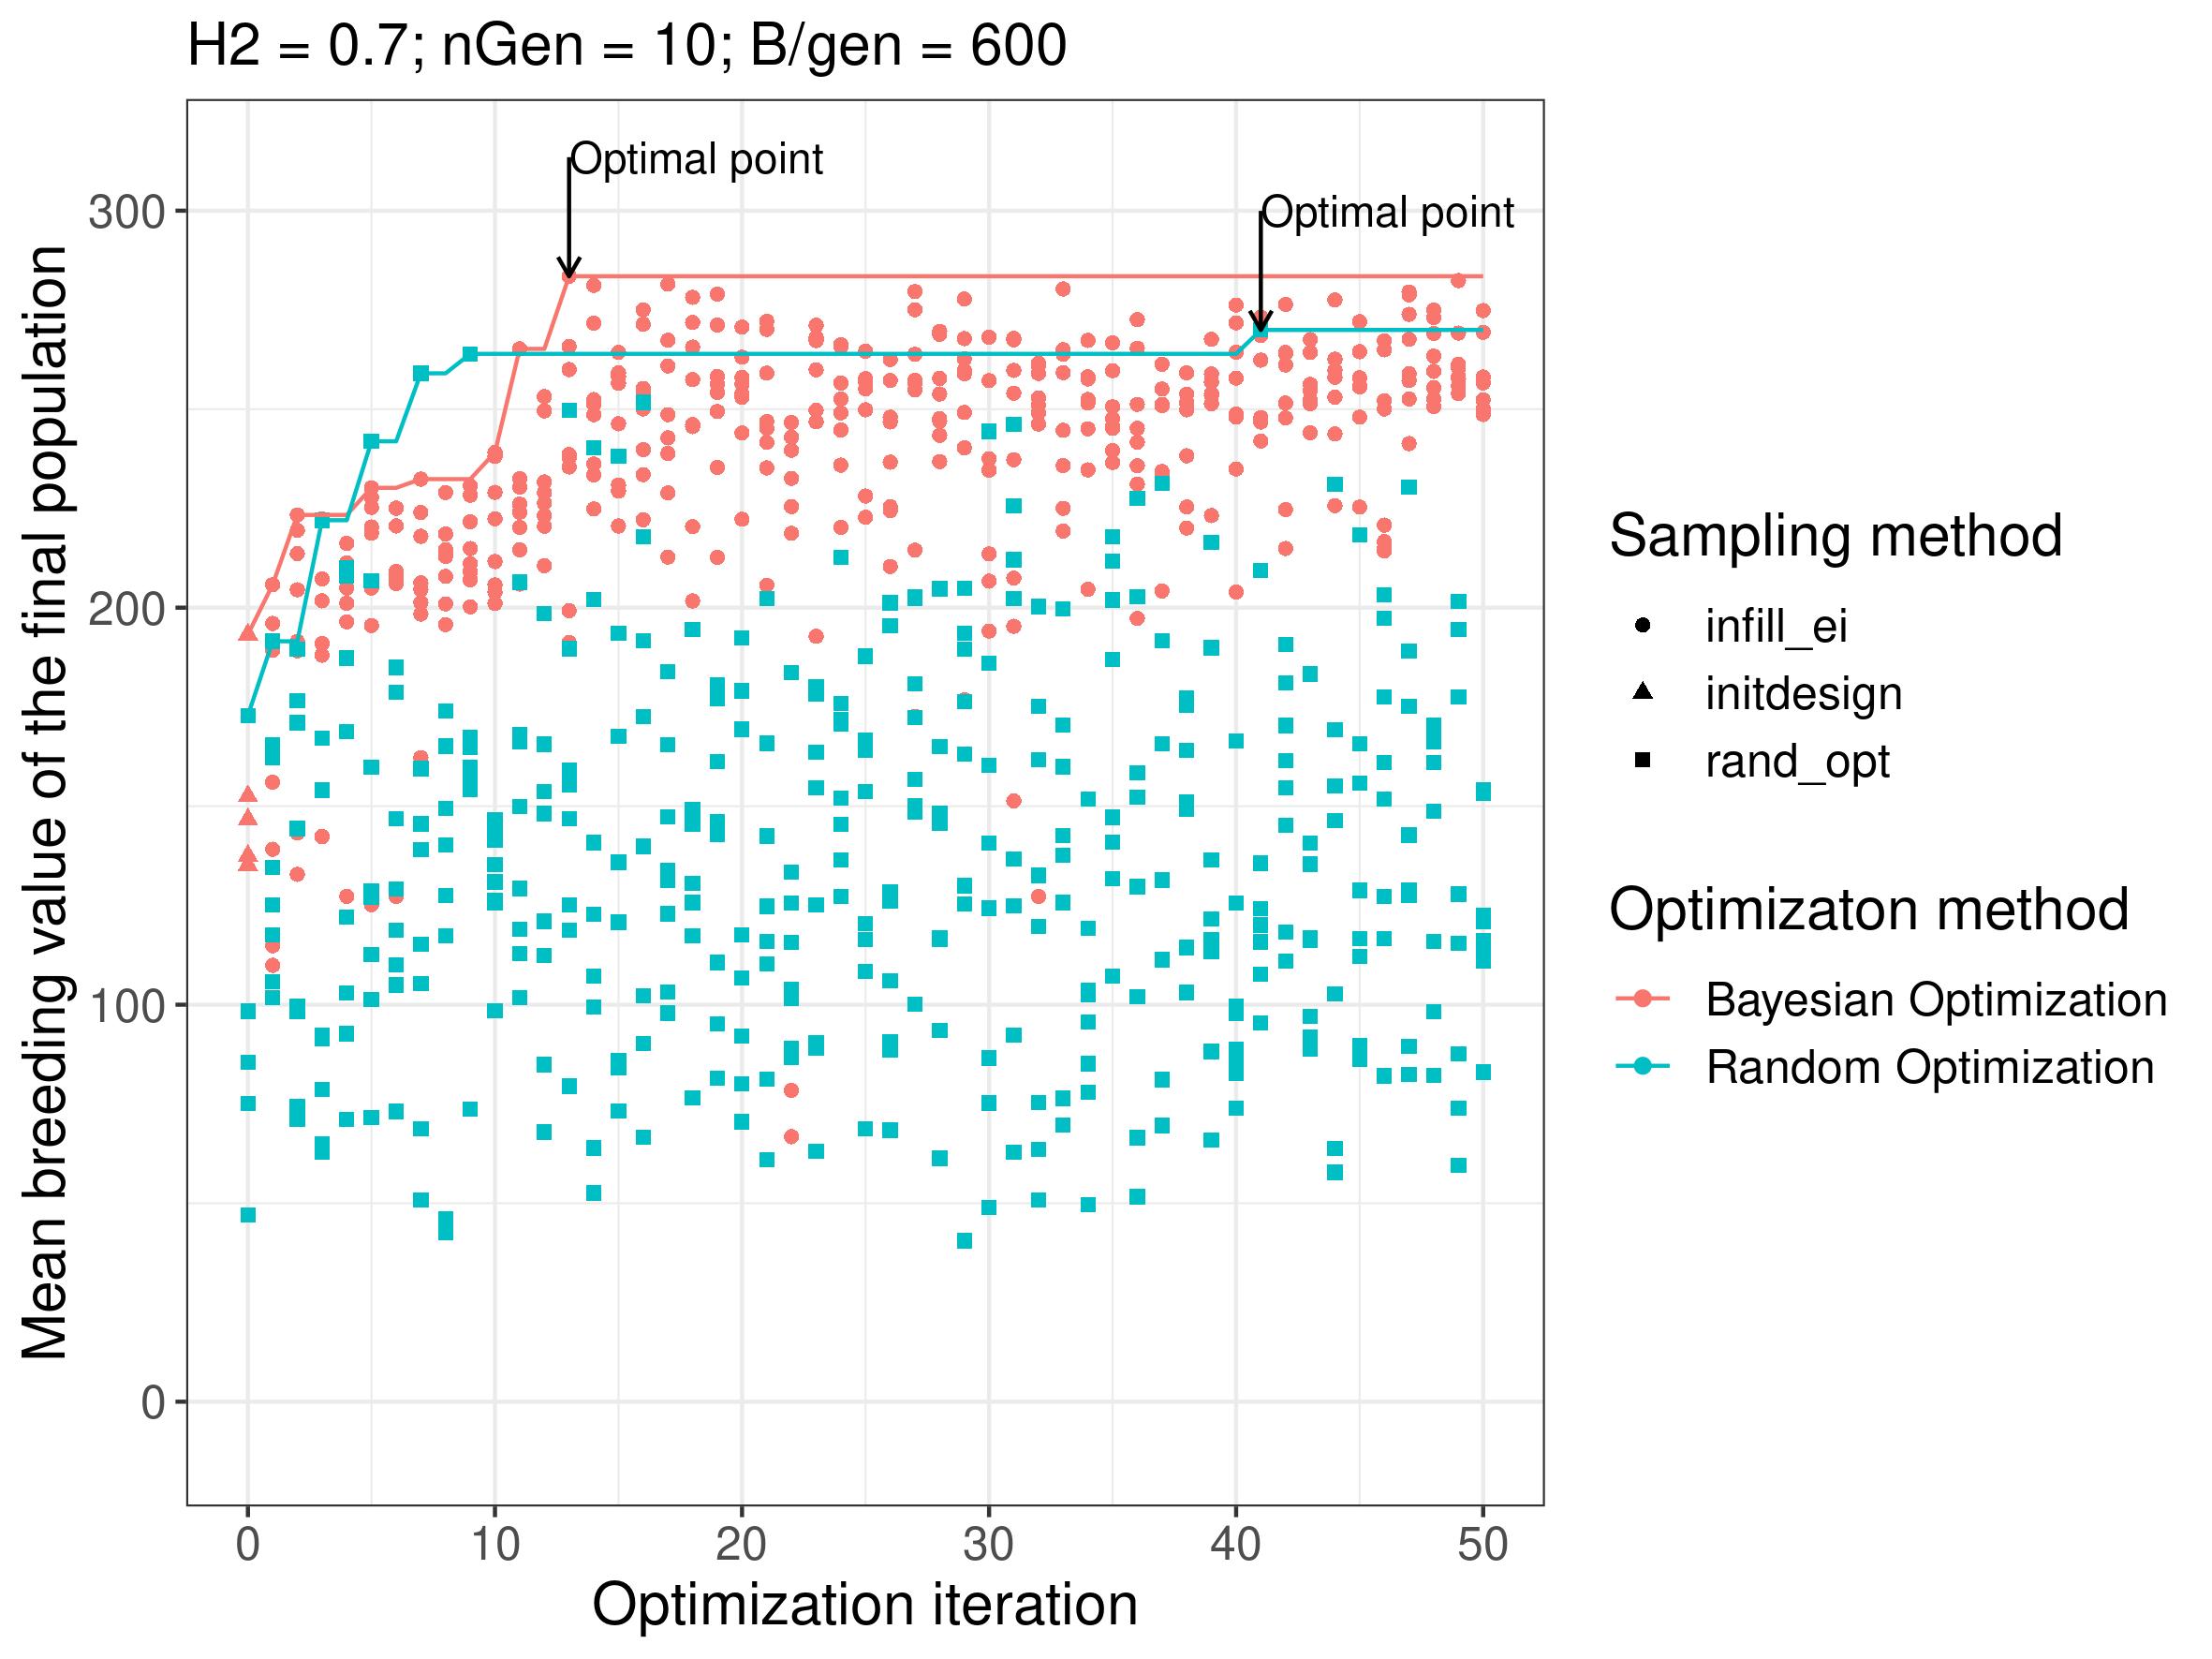 H2 = 0.7; nGen = 10; B/gen = 600
Mean breeding value of the final population
300
200
100
0
Optimal point
Optimal point
0 10 20 30 40 50
Optimization iteration
Sampling method
infill_ei
initdesign
rand_opt
Optimizaton method
Bayesian Optimization
Random Optimization